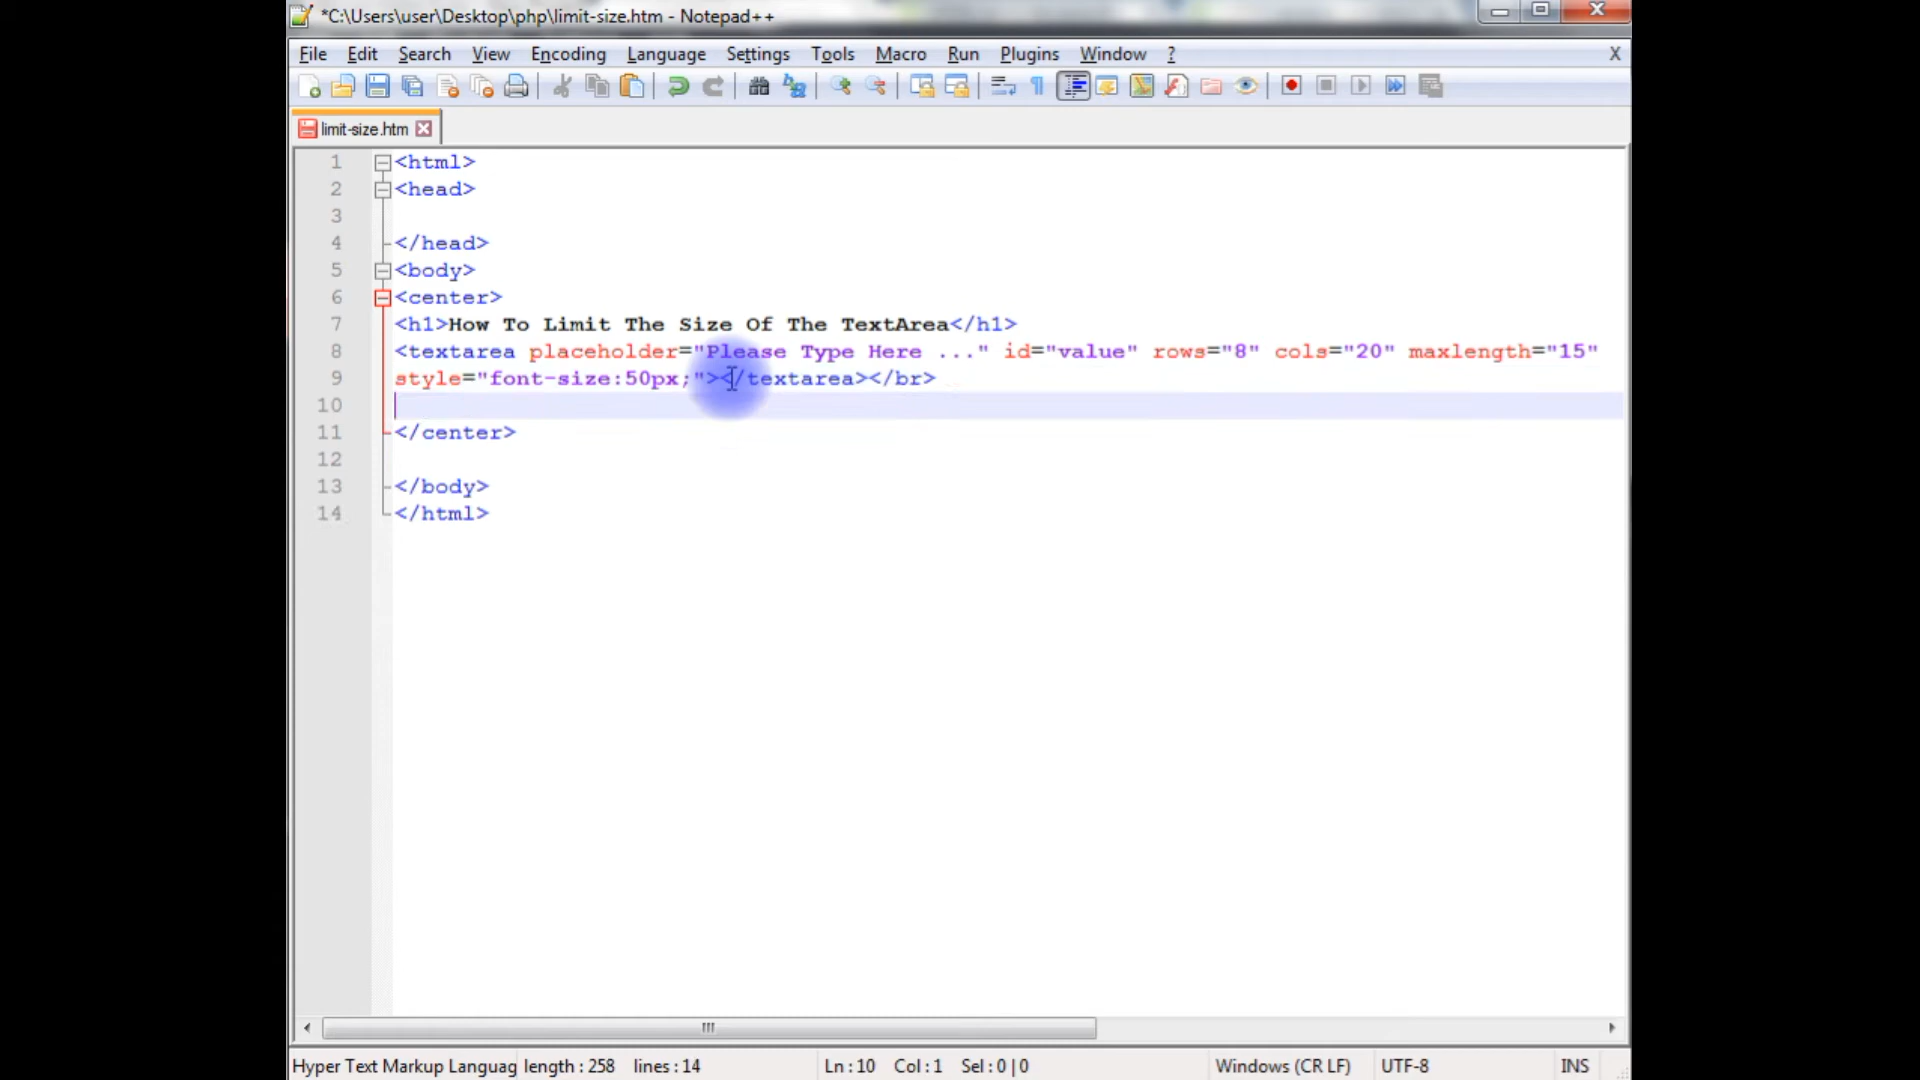 *C:\Users\user\Desktop\php\limit-size.htm - Notepad++
File Edit Search View Encoding Language Settings Tools Macro Run Plugins Window ? X
limit-size.htm
1 <html>
2 <head>
3
4 </head>
5 <body>
6 <center>
7 <h1>How To Limit The Size Of The TextArea</h1>
8 <textarea placeholder="Please Type Here ..." id="value" rows="8" cols="20" maxlength="15"
9 style="font-size:50px;"></textarea></br>
10
11 </center>
12
13 </body>
14 </html>
Hyper Text Markup Languag length : 258 lines : 14 Ln : 10 Col : 1 Sel : 0 | 0 Windows (CR LF) UTF-8 INS